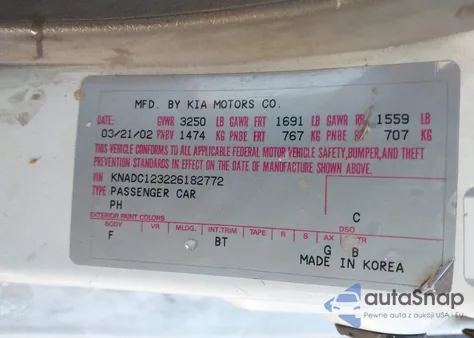 MFD. BY KIA MOTORS CO.
DATE: GVWR 3250 LB GAWR FRT 1691 LB GAWR RR 1559 LB
03/21/02 PNBV 1474 KG PNBE FRT 767 KG PNBE 707 KG
THIS VEHICLE CONFORMS TO ALL APPLICABLE FEDERAL MOTOR VEHICLE SAFETY,BUMPER,AND THEFT
PREVENTION STANDARDS IN EFFECT ON THE DATE OF MANUFACTURE SHOWN ABOVE.
VIN KNADC123226182772
TYPE PASSENGER CAR
PH C
EXTERIOR PAINT COLORS DSO
BODY VR MLDG. INT.TRIM TAPE R S AX TR
F BT G B
MADE IN KOREA
autoSnap
Pewne auta z aukcji USA i EU